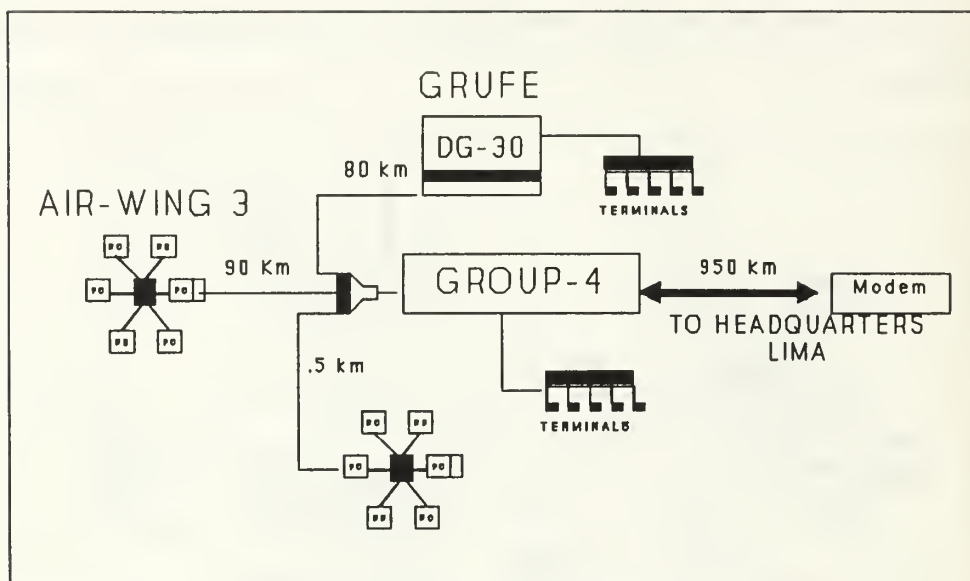 GRUFE
DG-30
80 km
TERMINALS
AIR-WING 3
90 Km
GROUP-4
950 km
Modem
TO HEADQUARTERS
LIMA
.5 km
TERMINALS